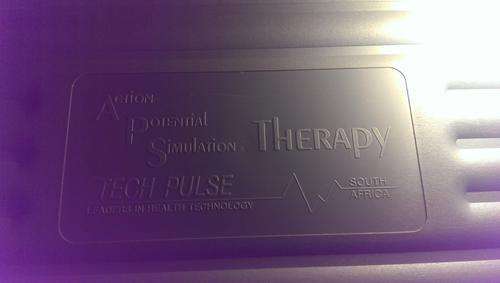 Action
Potential
Simulation Therapy
TECH PULSE
LEADERS IN HEALTH TECHNOLOGY
SOUTH
AFRICA